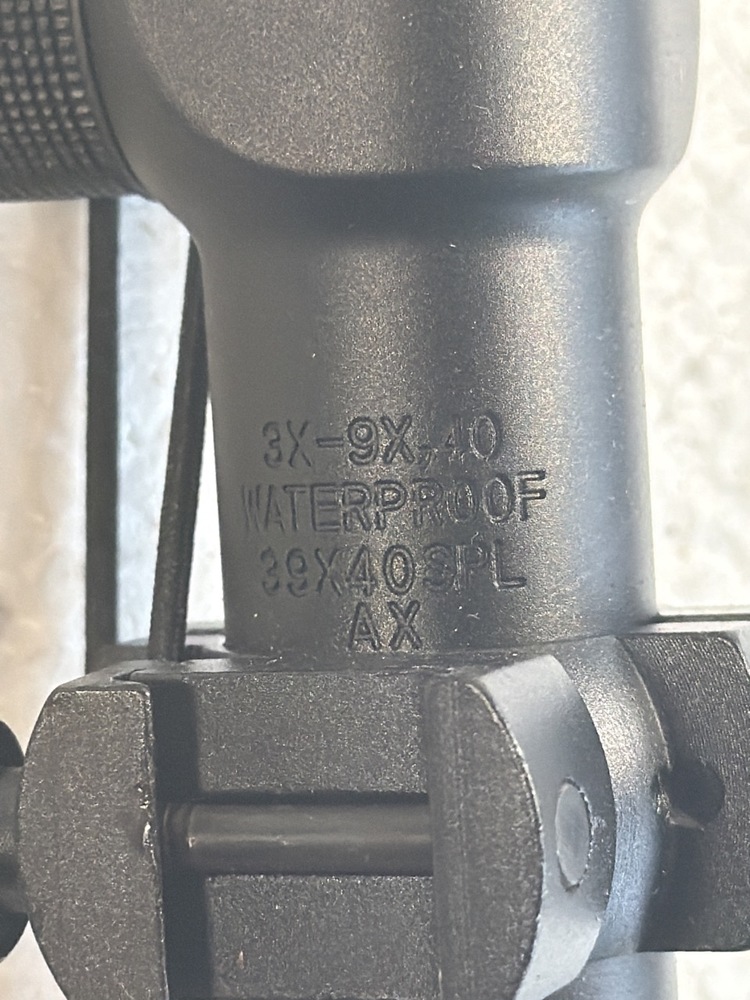 3X-9X,40
WATERPROOF
39X40SPL
AX